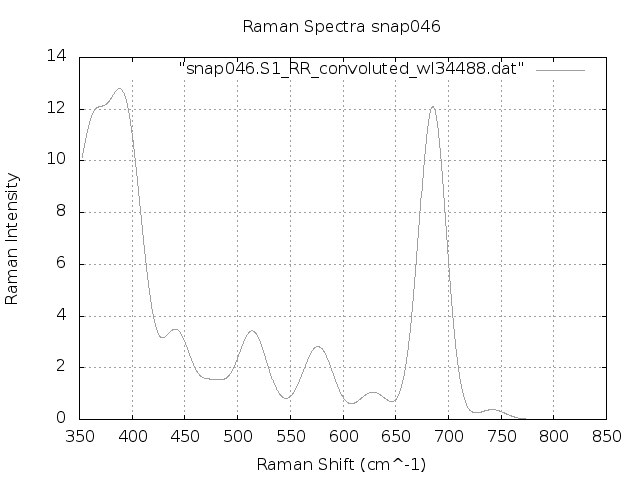 Raman Spectra snap046
"snap046.S1_RR_convoluted_wl34488.dat"
Raman Intensity
14
12
10
8
6
4
2
0
350 400 450 500 550 600 650 700 750 800 850
Raman Shift (cm^-1)